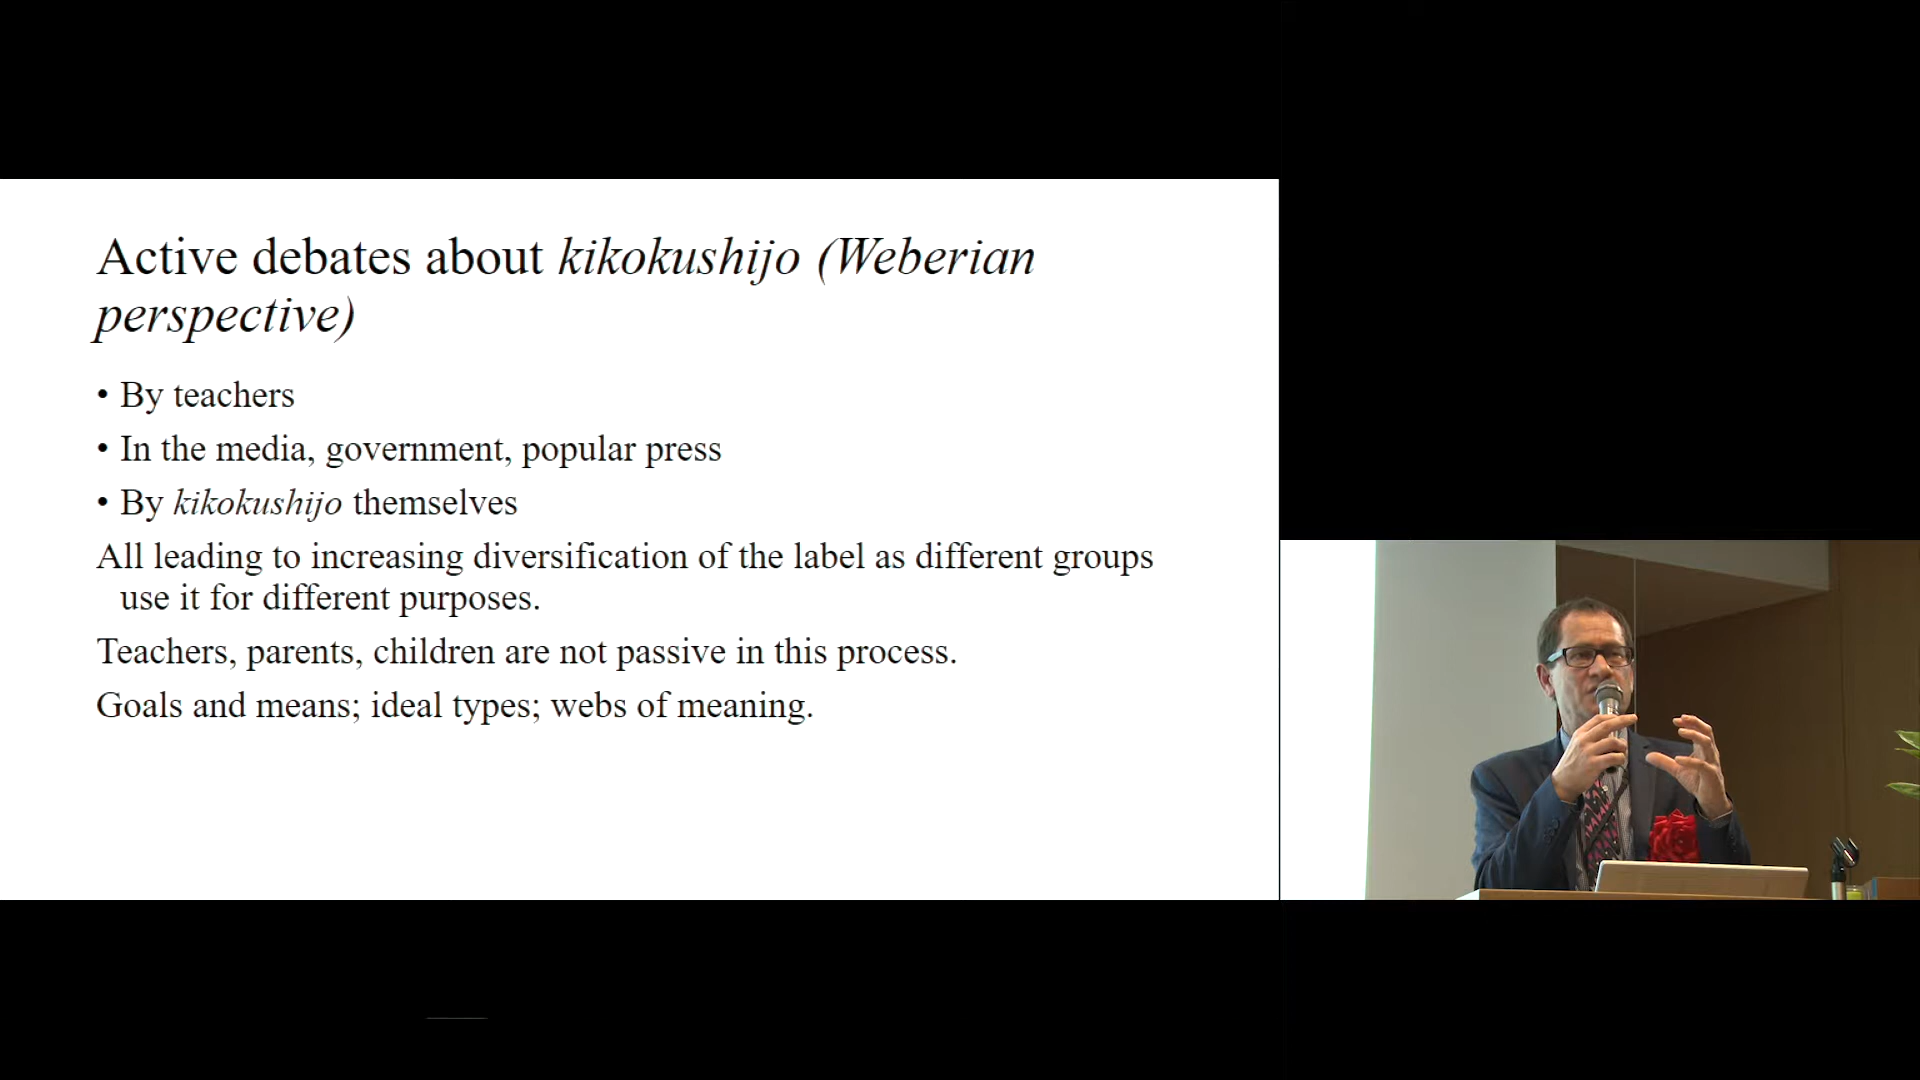 Active debates about kikokushijo (Weberian
perspective)
• By teachers
• In the media, government, popular press
• By kikokushijo themselves
All leading to increasing diversification of the label as different groups
use it for different purposes.
Teachers, parents, children are not passive in this process.
Goals and means; ideal types; webs of meaning.